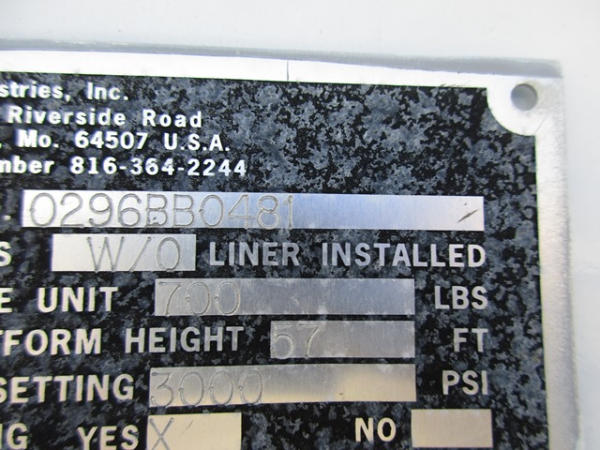 stries, Inc.
Riverside Road
, Mo. 64507 U.S.A.
mber 816-364-2244
. 0296BB0481
S W/O LINER INSTALLED
E UNIT 700 LBS
TFORM HEIGHT 57 FT
SETTING 3000 PSI
NG YES X NO